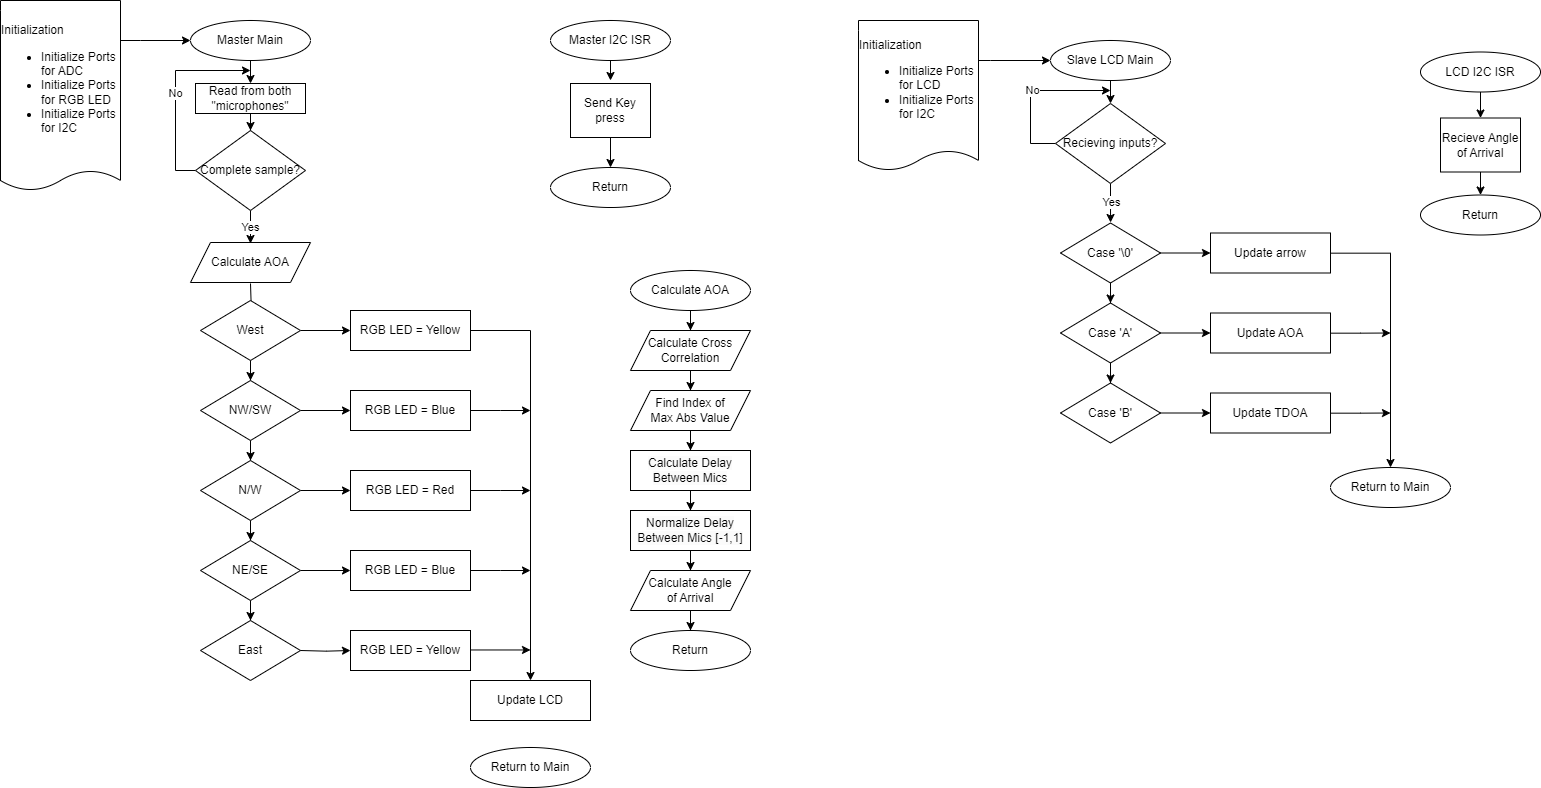 Initialization
• Initialize Ports
for ADC
• Initialize Ports
for RGB LED
• Initialize Ports
for I2C
Master Main
Read from both
"microphones"
No
Complete sample?
Yes
Calculate AOA
West
RGB LED = Yellow
NW/SW
RGB LED = Blue
N/W
RGB LED = Red
NE/SE
RGB LED = Blue
East
RGB LED = Yellow
Update LCD
Return to Main
Master I2C ISR
Send Key
press
Return
Calculate AOA
Calculate Cross
Correlation
Find Index of
Max Abs Value
Calculate Delay
Between Mics
Normalize Delay
Between Mics [-1,1]
Calculate Angle
of Arrival
Return
Initialization
• Initialize Ports
for LCD
• Initialize Ports
for I2C
Slave LCD Main
No
Recieving inputs?
Yes
Case '\0'
Update arrow
Case 'A'
Update AOA
Case 'B'
Update TDOA
Return to Main
LCD I2C ISR
Recieve Angle
of Arrival
Return